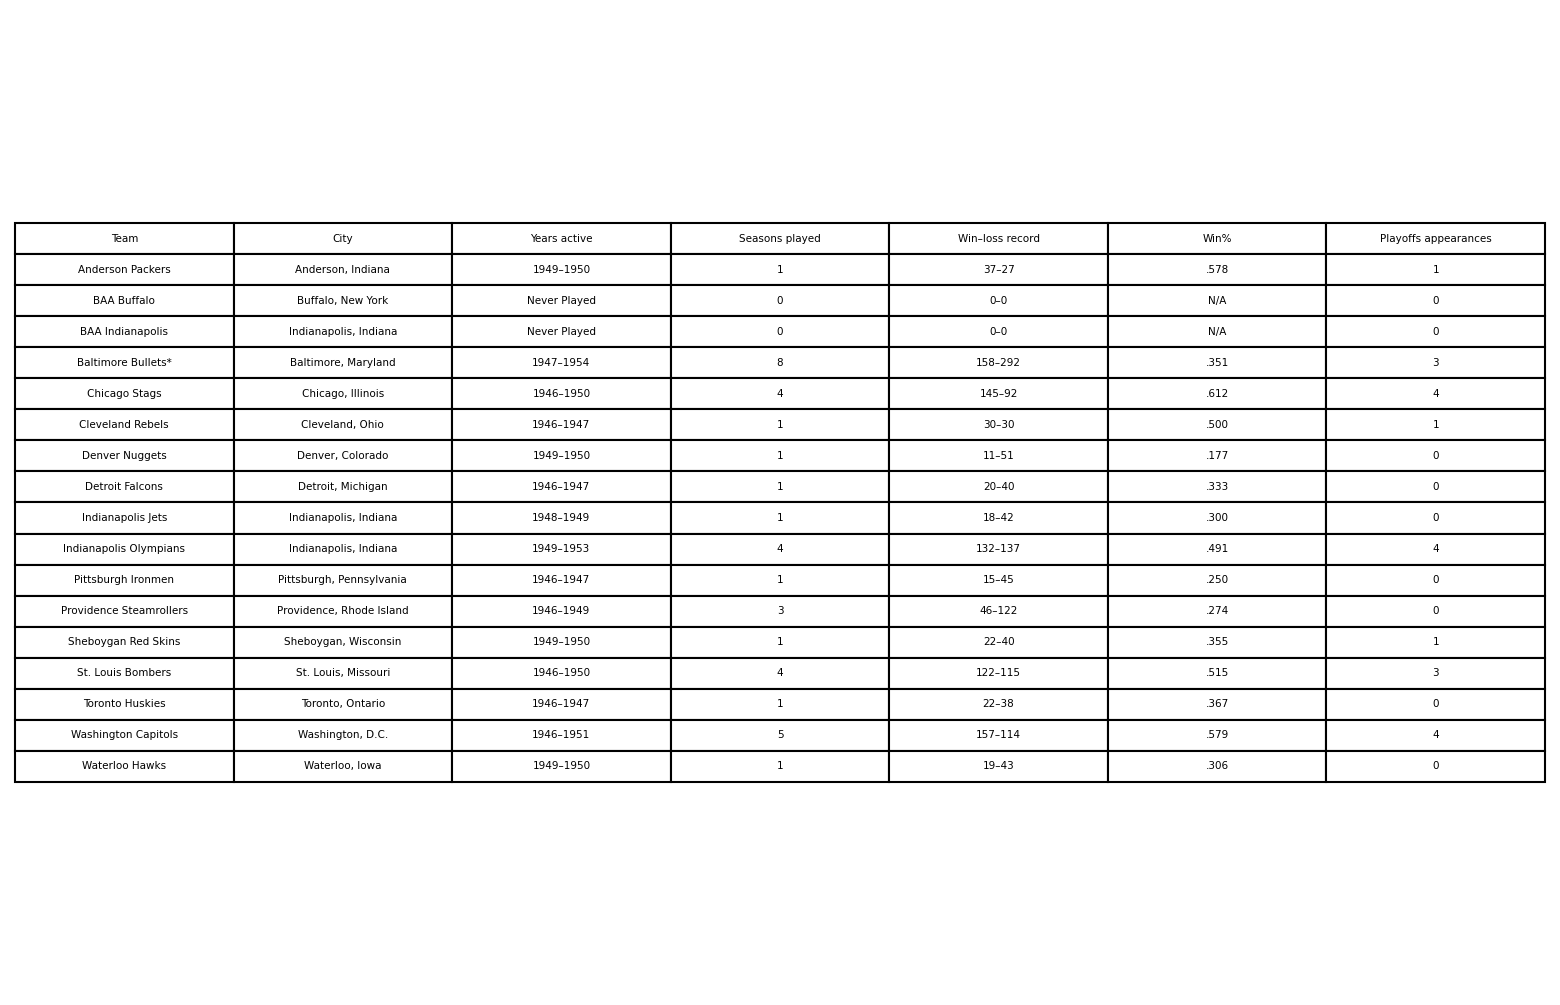 Team City Years active Seasons played Win–loss record Win% Playoffs appearances
Anderson Packers Anderson, Indiana 1949–1950 1 37–27 .578 1
BAA Buffalo Buffalo, New York Never Played 0 0–0 N/A 0
BAA Indianapolis Indianapolis, Indiana Never Played 0 0–0 N/A 0
Baltimore Bullets* Baltimore, Maryland 1947–1954 8 158–292 .351 3
Chicago Stags Chicago, Illinois 1946–1950 4 145–92 .612 4
Cleveland Rebels Cleveland, Ohio 1946–1947 1 30–30 .500 1
Denver Nuggets Denver, Colorado 1949–1950 1 11–51 .177 0
Detroit Falcons Detroit, Michigan 1946–1947 1 20–40 .333 0
Indianapolis Jets Indianapolis, Indiana 1948–1949 1 18–42 .300 0
Indianapolis Olympians Indianapolis, Indiana 1949–1953 4 132–137 .491 4
Pittsburgh Ironmen Pittsburgh, Pennsylvania 1946–1947 1 15–45 .250 0
Providence Steamrollers Providence, Rhode Island 1946–1949 3 46–122 .274 0
Sheboygan Red Skins Sheboygan, Wisconsin 1949–1950 1 22–40 .355 1
St. Louis Bombers St. Louis, Missouri 1946–1950 4 122–115 .515 3
Toronto Huskies Toronto, Ontario 1946–1947 1 22–38 .367 0
Washington Capitols Washington, D.C. 1946–1951 5 157–114 .579 4
Waterloo Hawks Waterloo, Iowa 1949–1950 1 19–43 .306 0